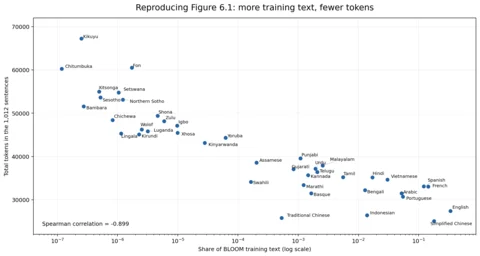 Reproducing Figure 6.1: more training text, fewer tokens
Total tokens in the 1,012 sentences
70000
60000
50000
40000
30000
Kikuyu
Chitumbuka
Fon
Xitsonga
Setswana
Sesotho
Northern Sotho
Bambara
Chichewa
Shona
Zulu
Igbo
Wolof
Luganda
Lingala
Kirundi
Xhosa
Yoruba
Kinyarwanda
Assamese
Punjabi
Malayalam
Urdu
Gujarati
Telugu
Kannada
Tamil
Hindi
Vietnamese
Swahili
Marathi
Basque
Bengali
Spanish
French
Arabic
Portuguese
English
Traditional Chinese
Indonesian
Simplified Chinese
Spearman correlation = -0.899
10⁻⁷
10⁻⁶
10⁻⁵
10⁻⁴
10⁻³
10⁻²
10⁻¹
Share of BLOOM training text (log scale)